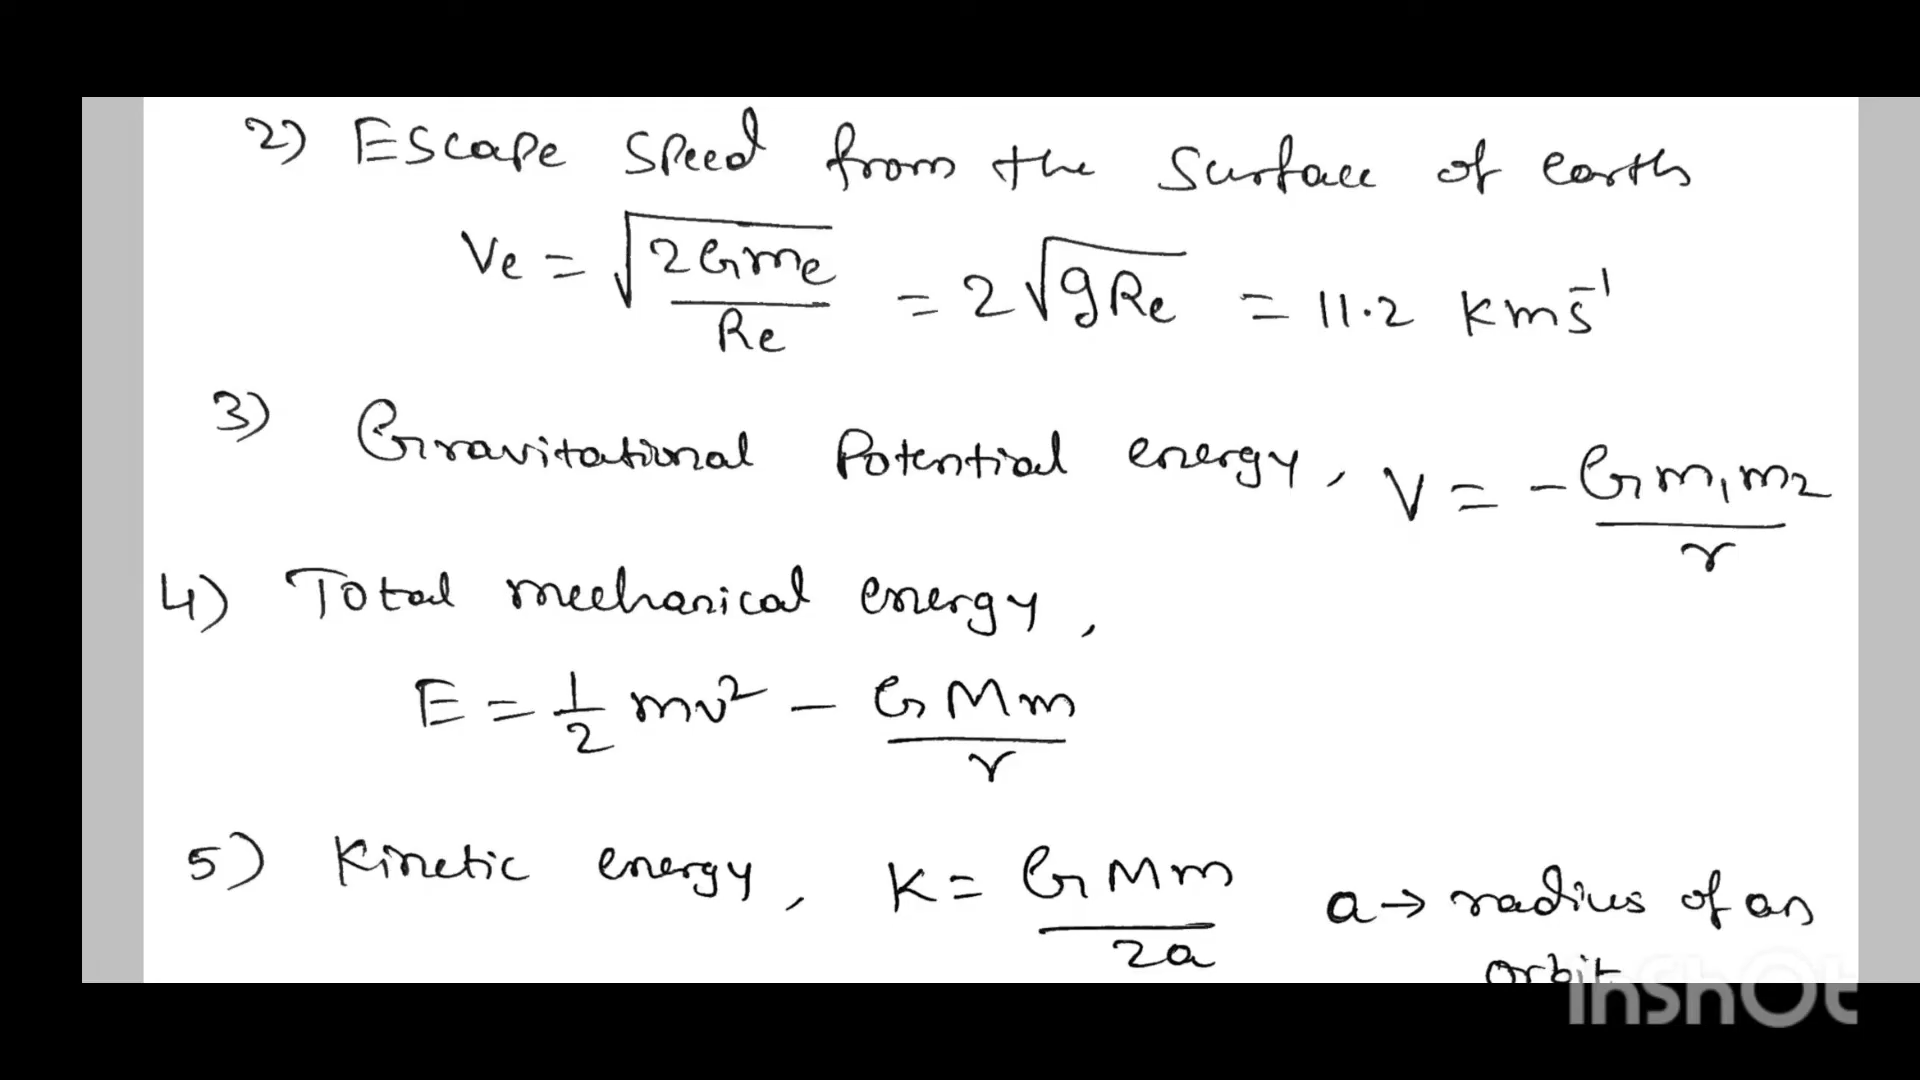 2) Escape speed from the surface of earth
Ve = √(2Gme/Re) = 2√gRe = 11.2 kms⁻¹
3) Gravitational Potential energy, V = -Gm₁m₂/r
4) Total mechanical energy,
E = 1/2 mv² - GMm/r
5) Kinetic energy, K = GMm/2a a → radius of an
orbit
InShOt